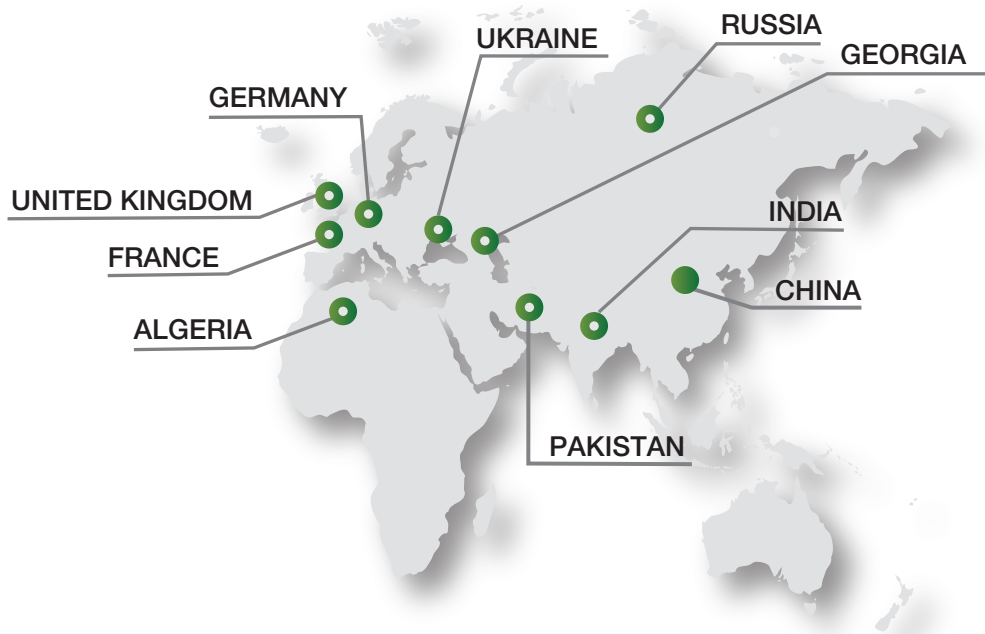 RUSSIA
UKRAINE
GEORGIA
GERMANY
UNITED KINGDOM
INDIA
FRANCE
CHINA
ALGERIA
PAKISTAN